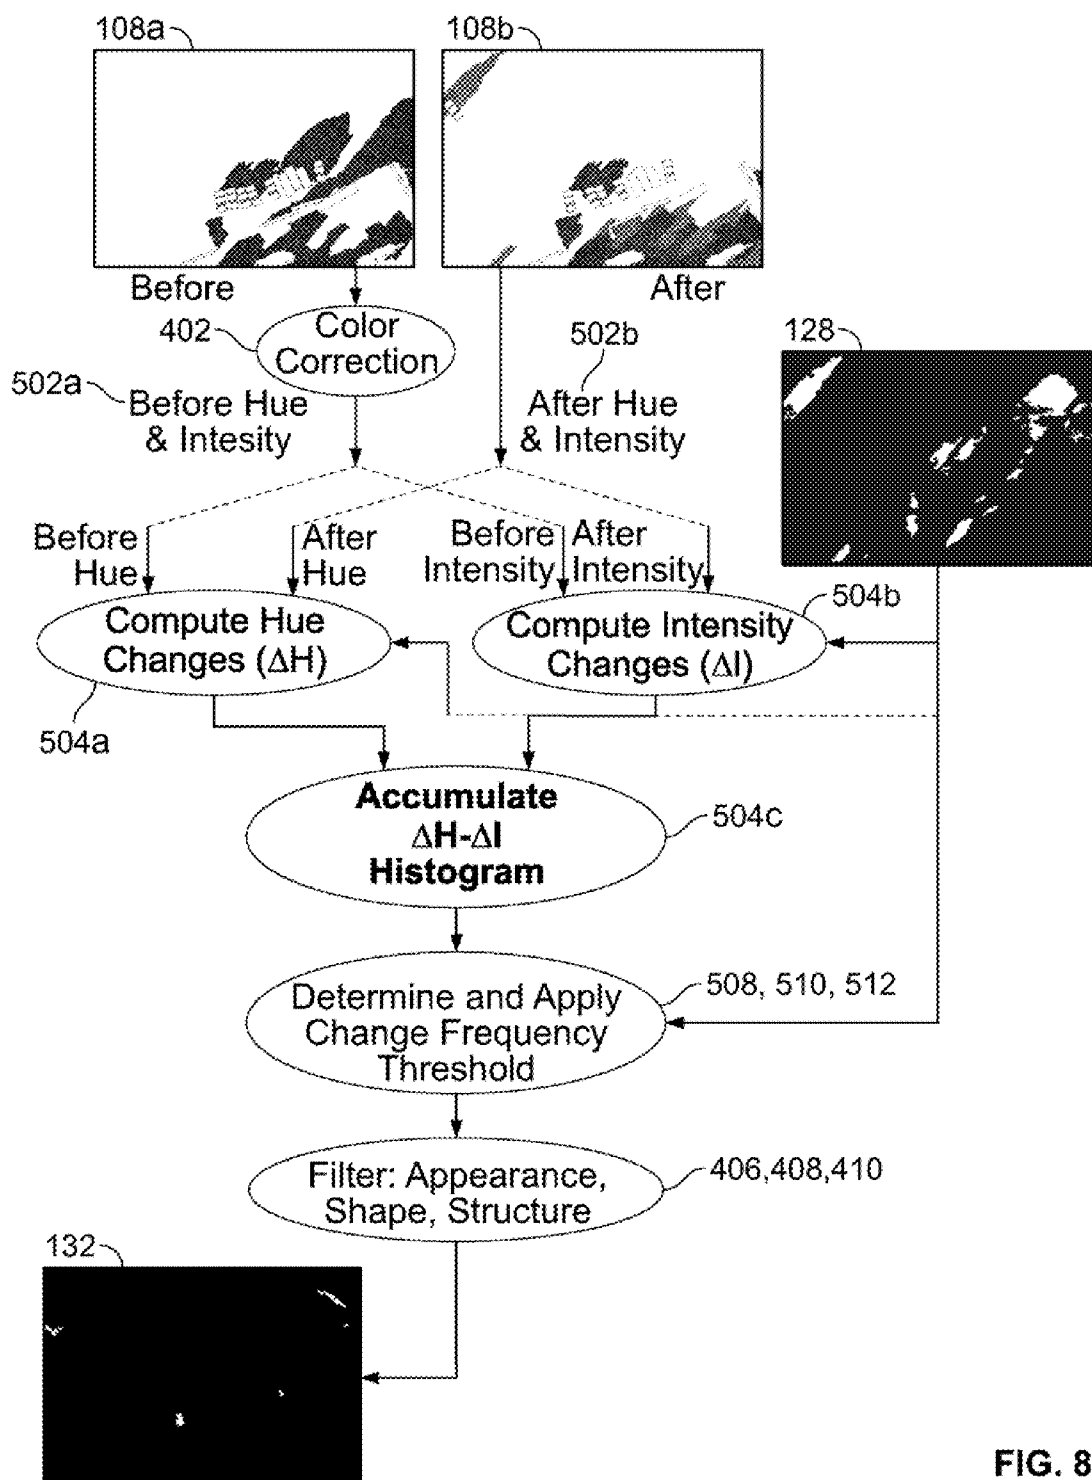 108a
108b
Before
After
402
Color
Correction
502b
128
502a
Before Hue
& Intesity
After Hue
& Intensity
Before
Hue
After
Hue
Before
Intensity
After
Intensity
504b
Compute Hue
Changes (ΔH)
Compute Intensity
Changes (ΔI)
504a
Accumulate
ΔH-ΔI
Histogram
504c
Determine and Apply
Change Frequency
Threshold
508, 510, 512
Filter: Appearance,
Shape, Structure
406,408,410
132
FIG. 8